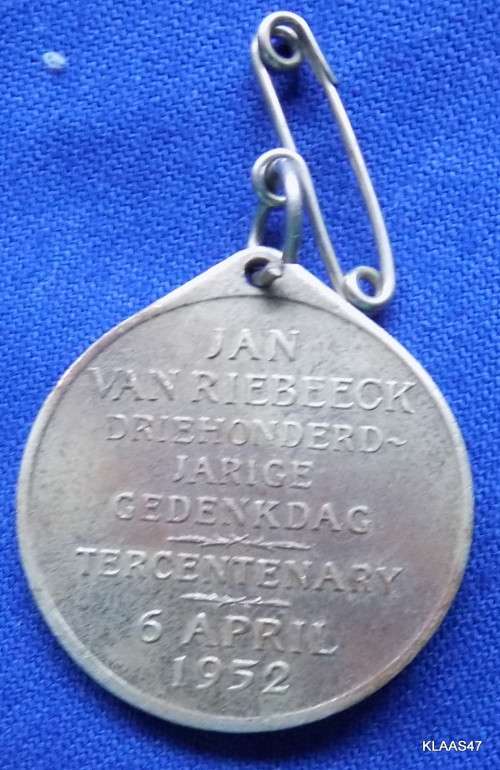 JAN
VAN RIEBEECK
DRIEHONDERD~
JARIGE
GEDENKDAG
TERCENTENARY
6 APRIL
1952
KLAAS47